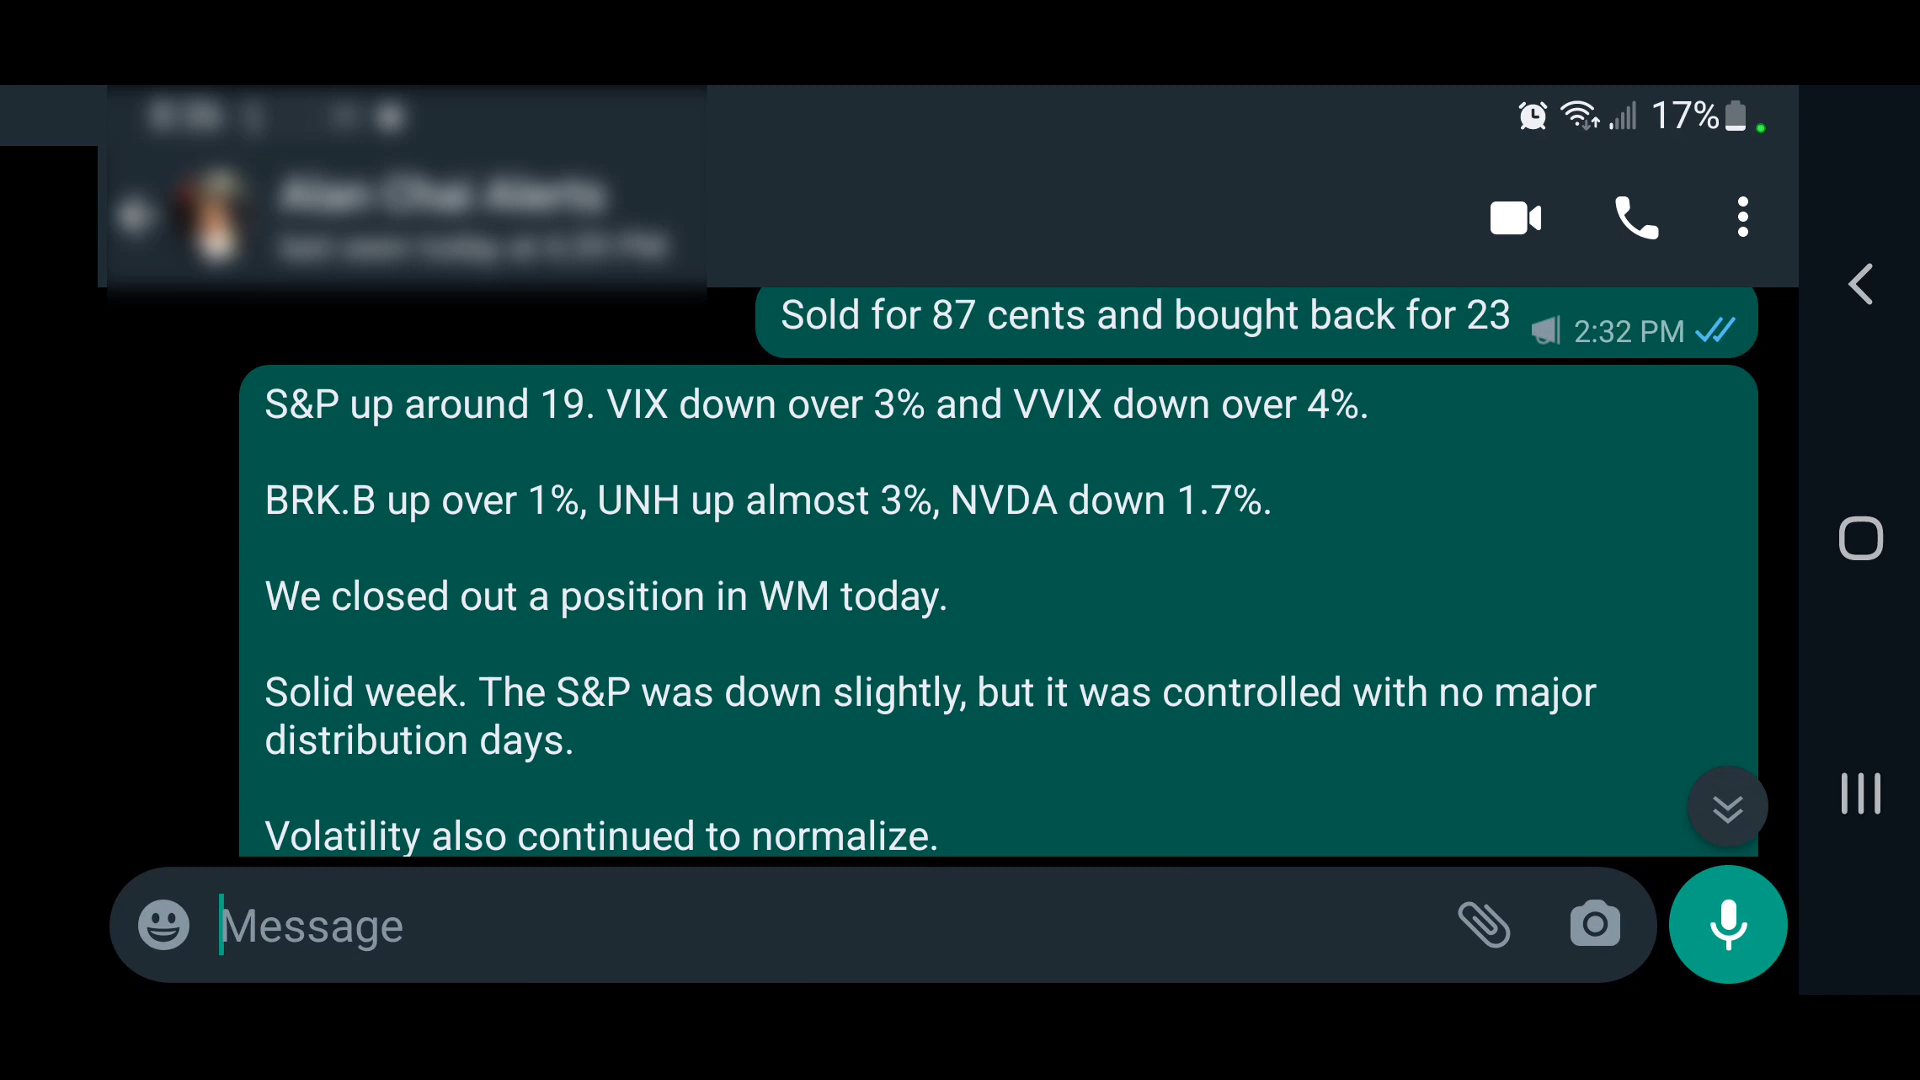 17%
Sold for 87 cents and bought back for 23
2:32 PM
S&P up around 19. VIX down over 3% and VVIX down over 4%.
BRK.B up over 1%, UNH up almost 3%, NVDA down 1.7%.
We closed out a position in WM today.
Solid week. The S&P was down slightly, but it was controlled with no major
distribution days.
Volatility also continued to normalize.
Message